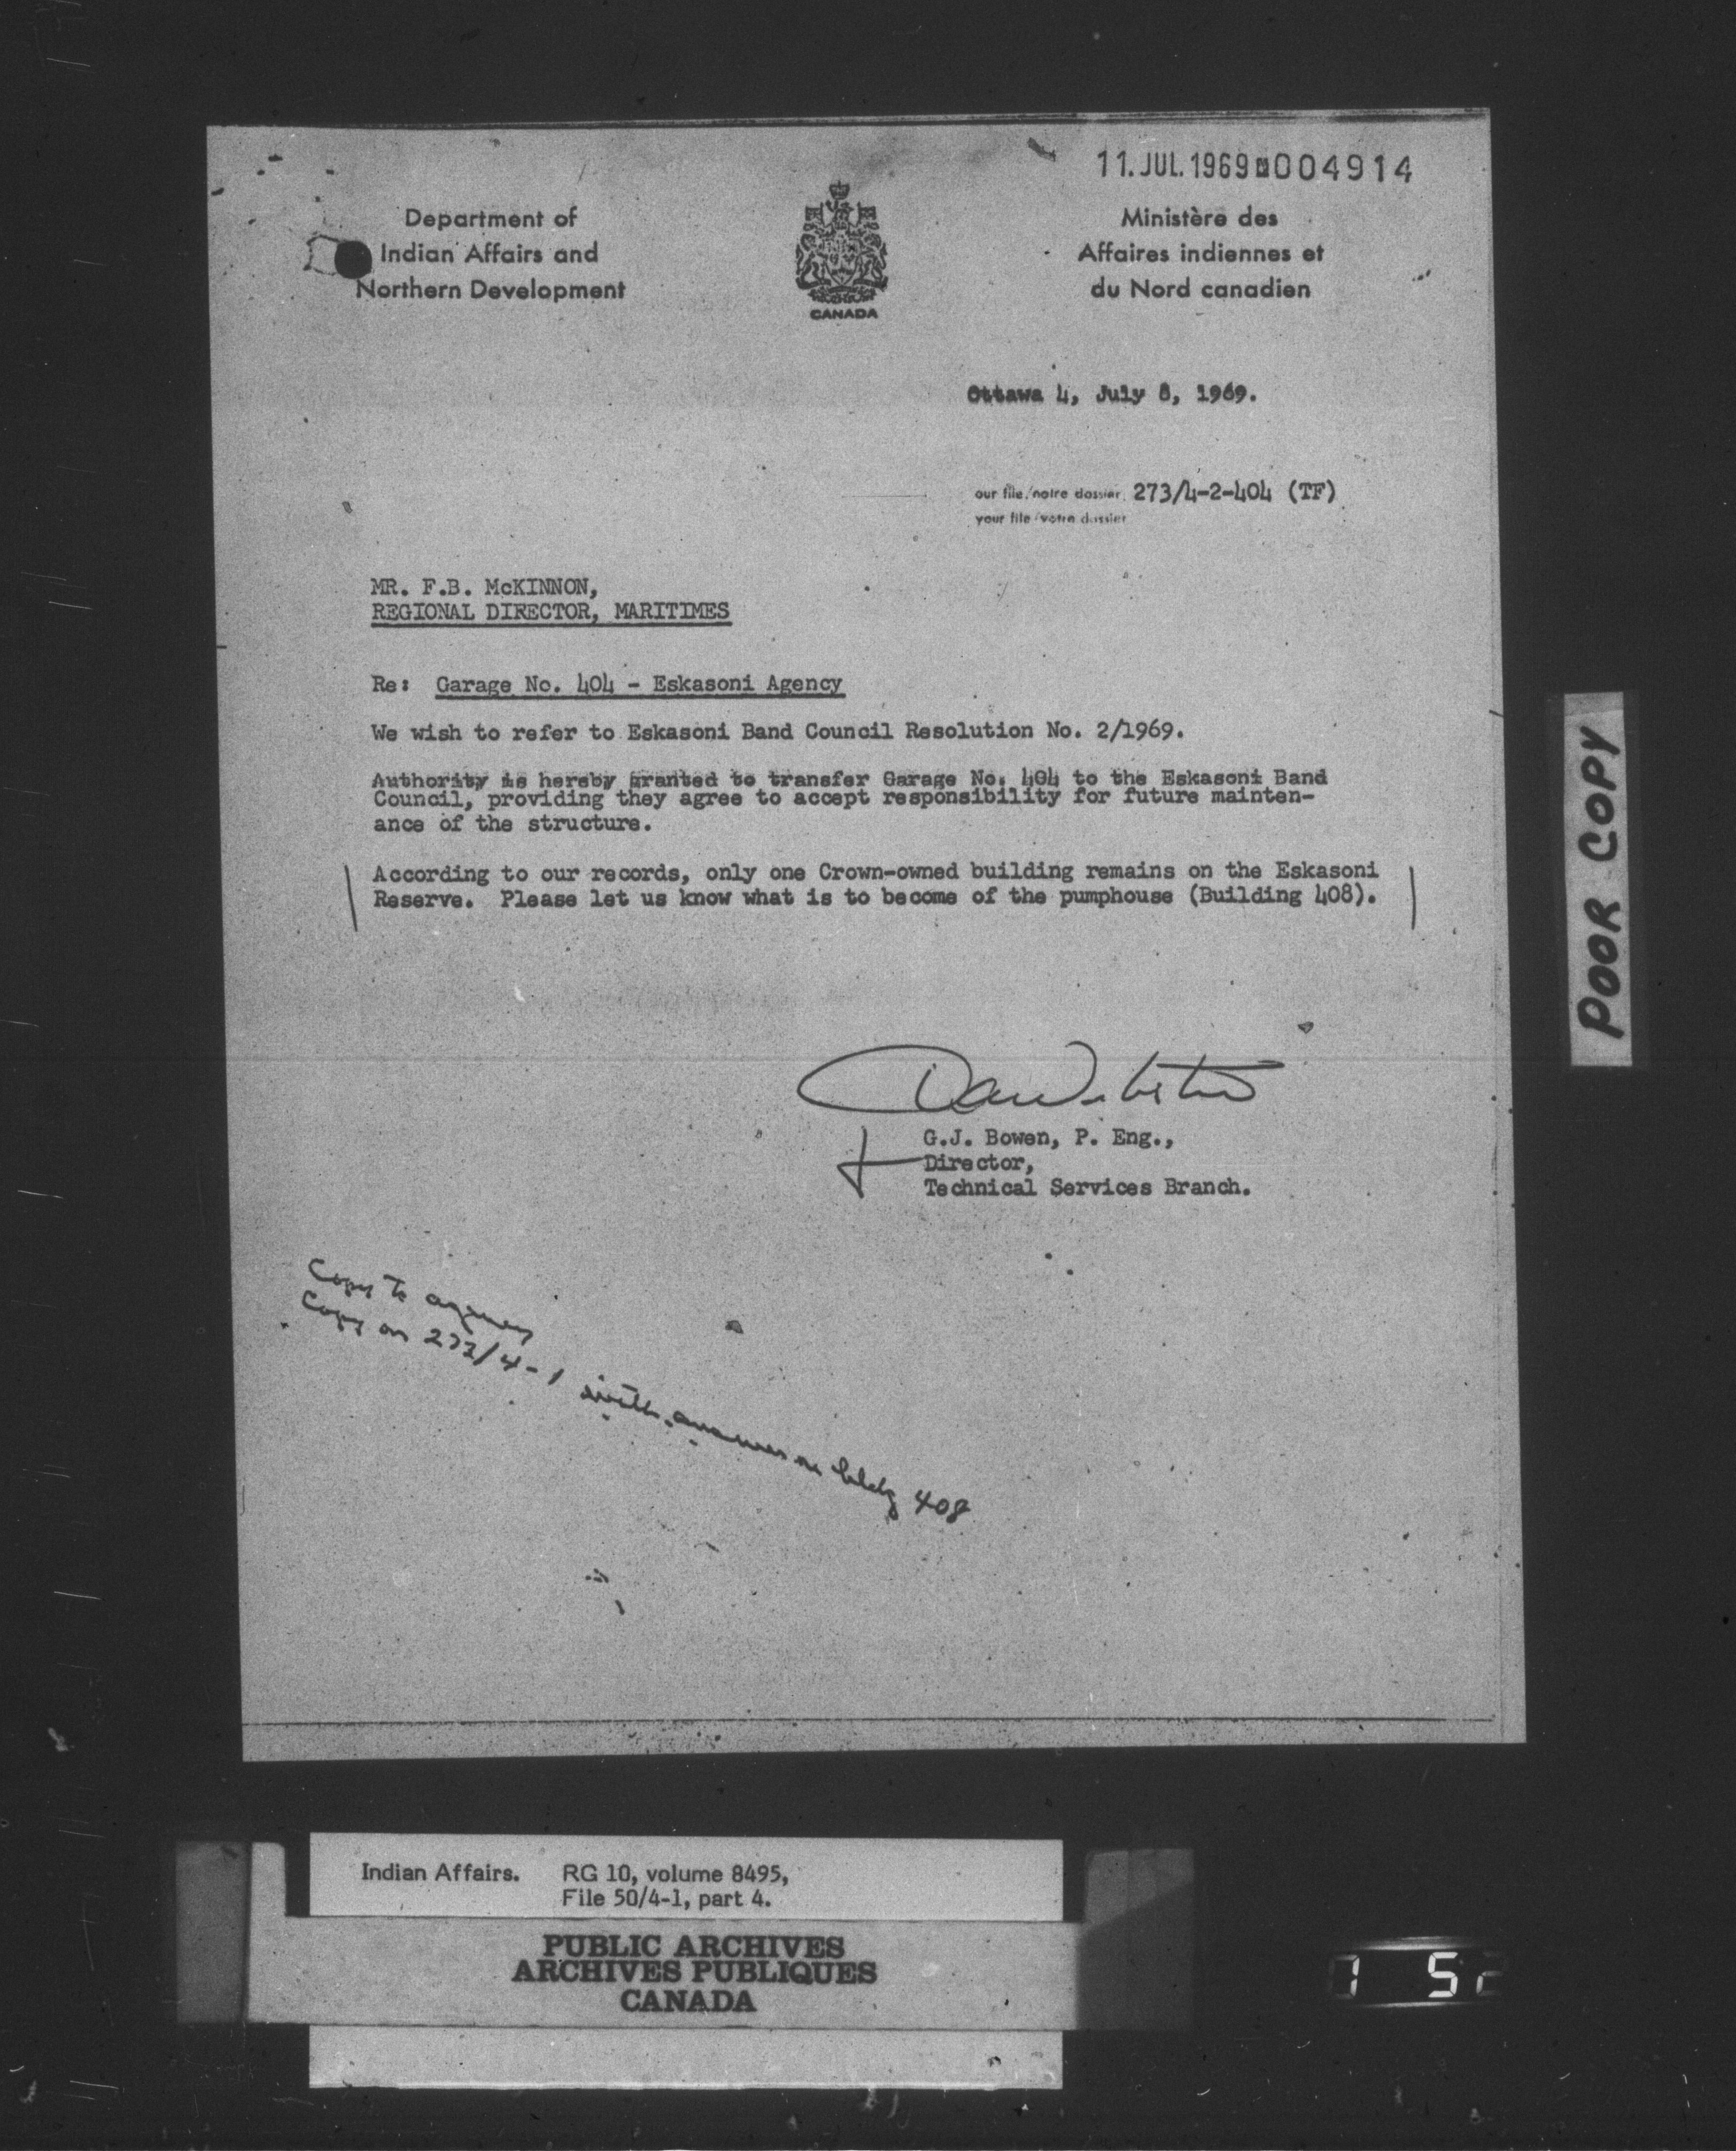 11.JUL.1969 004914
Department of
Indian Affairs and
Northern Development
CANADA
Ministère des
Affaires indiennes et
du Nord canadien
Ottawa 4, July 8, 1969.
our file/notre dossier 273/4-2-404 (TF)
your file/votre dossier
MR. F.B. McKINNON,
REGIONAL DIRECTOR, MARITIMES
Re: Garage No. 404 - Eskasoni Agency
We wish to refer to Eskasoni Band Council Resolution No. 2/1969.
Authority is hereby granted to transfer Garage No. 404 to the Eskasoni Band
Council, providing they agree to accept responsibility for future mainten-
ance of the structure.
According to our records, only one Crown-owned building remains on the Eskasoni
Reserve. Please let us know what is to become of the pumphouse (Building 408).
G.J. Bowen, P. Eng.,
Director,
Technical Services Branch.
Copy to agency
Copy on 273/4-1 with answer on bldg 408
POOR COPY
Indian Affairs. RG 10, volume 8495,
File 50/4-1, part 4.
PUBLIC ARCHIVES
ARCHIVES PUBLIQUES
CANADA
1 52